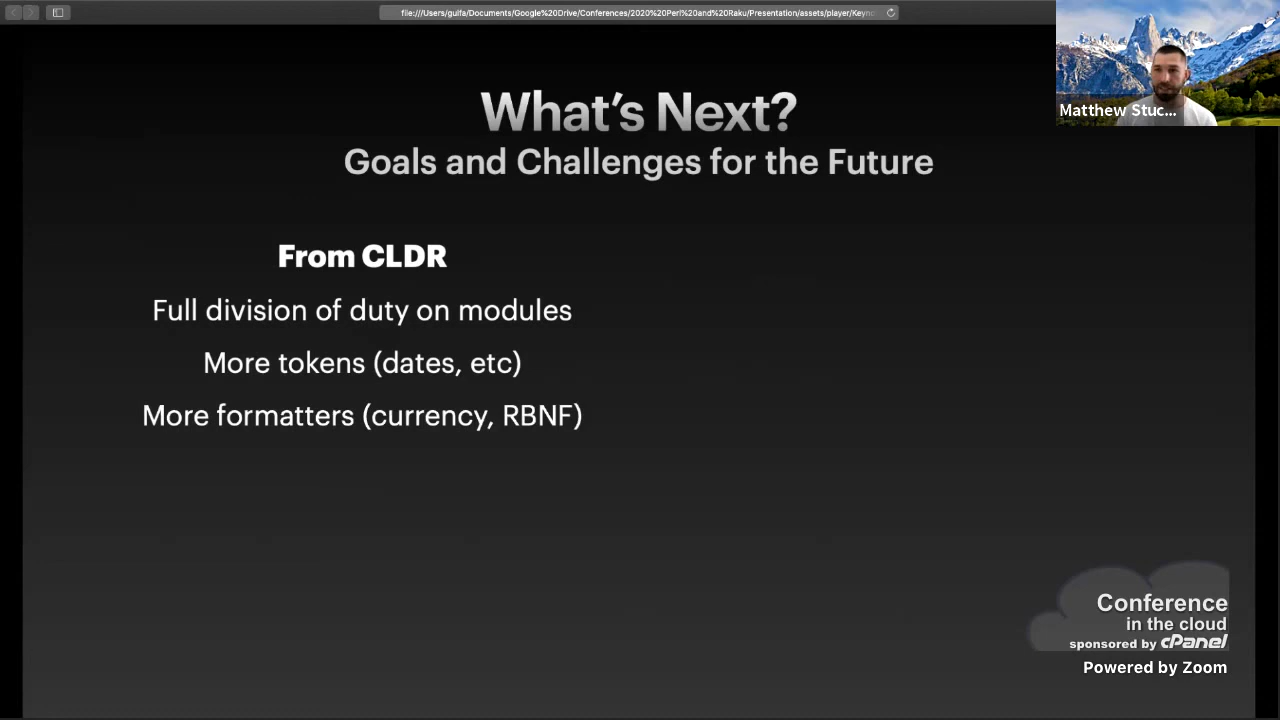 file:///Users/guifa/Documents/Google%20Drive/Conferences/2020%20Perl%20and%20Raku/Presentation/assets/player/Keyno
Matthew Stuc...
What's Next?
Goals and Challenges for the Future
From CLDR
Full division of duty on modules
More tokens (dates, etc)
More formatters (currency, RBNF)
Conference
in the cloud
sponsored by cPanel
Powered by Zoom